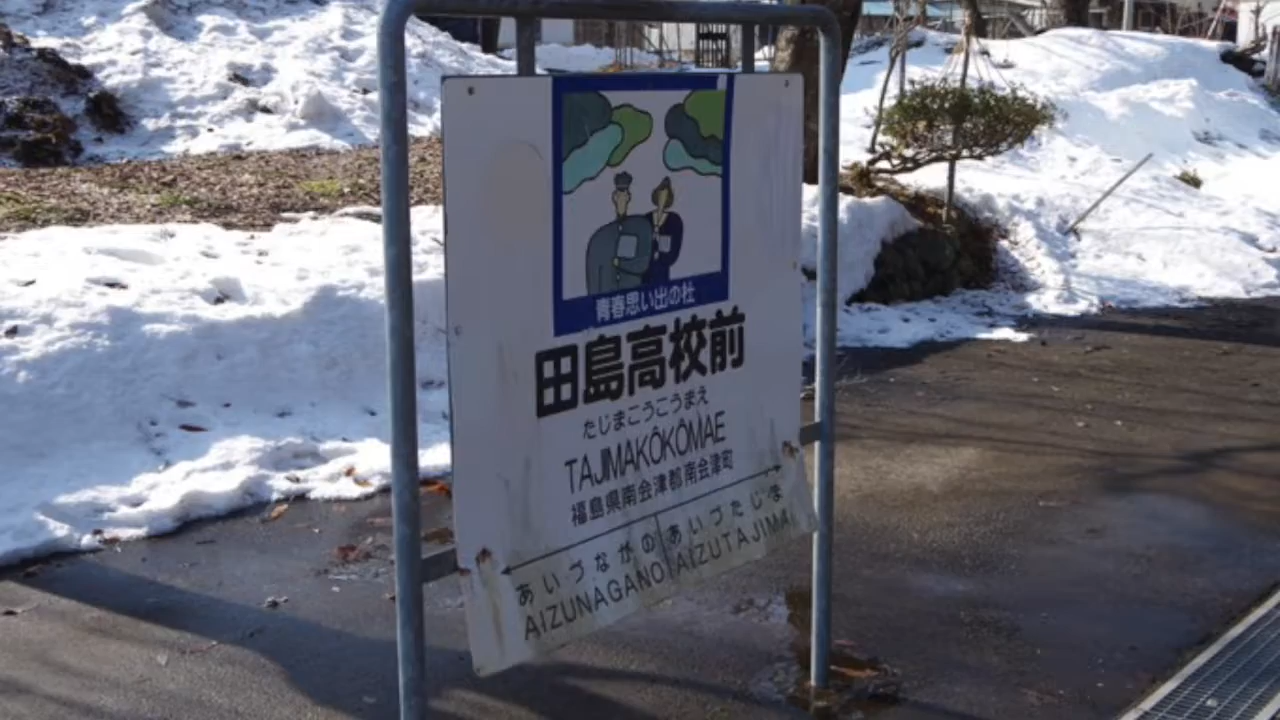 青春思い出の杜
田島高校前
たじまこうこうまえ
TAJIMAKÔKÔMAE
福島県南会津郡南会津町
あいづながの あいづたじま
AIZUNAGANO AIZUTAJIMA